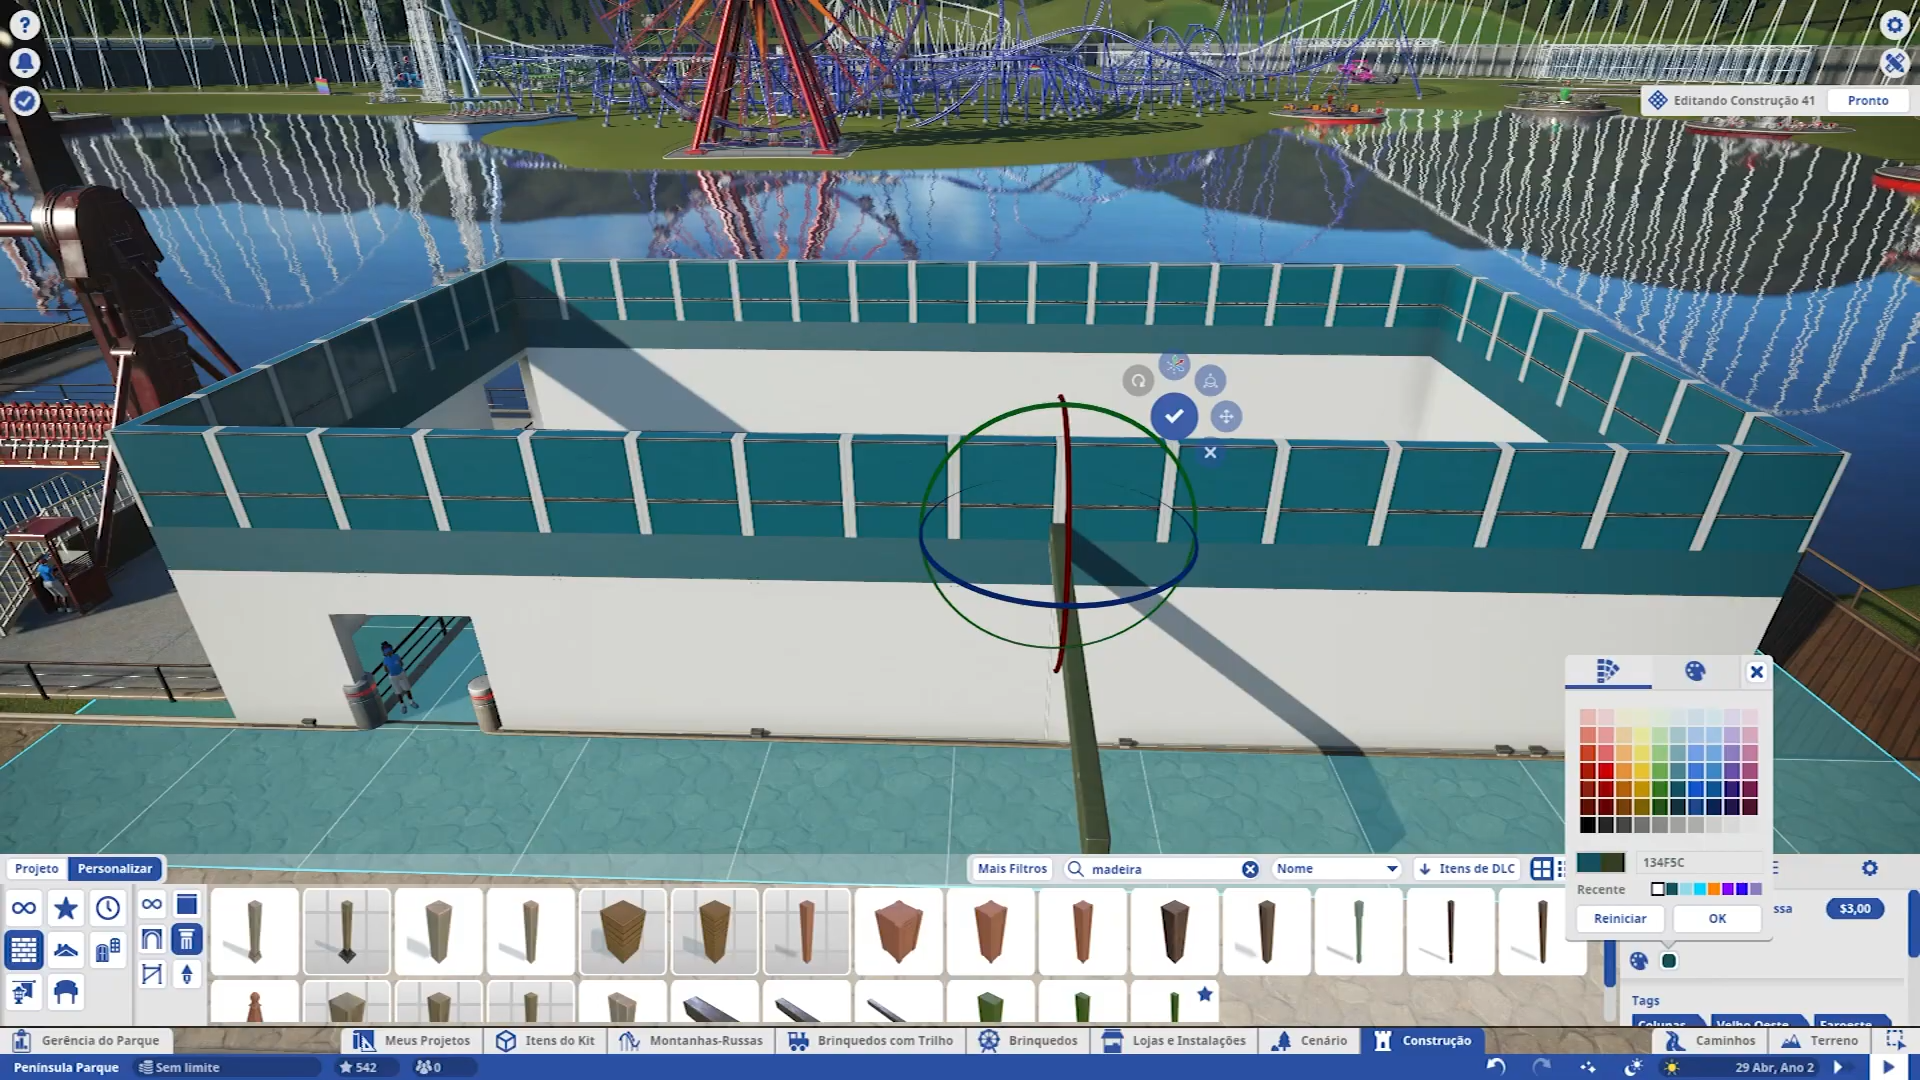 Editando Construção 41
Pronto
134F5C
Recente
Reiniciar
OK
Projeto
Personalizar
Mais Filtros
madeira
Nome
Itens de DLC
ssa
$3,00
Tags
Colunas
Velho Oeste
Faroeste
Gerência do Parque
Meus Projetos
Itens do Kit
Montanhas-Russas
Brinquedos com Trilho
Brinquedos
Lojas e Instalações
Cenário
Construção
Caminhos
Terreno
Península Parque
Sem limite
542
0
29 Abr, Ano 2